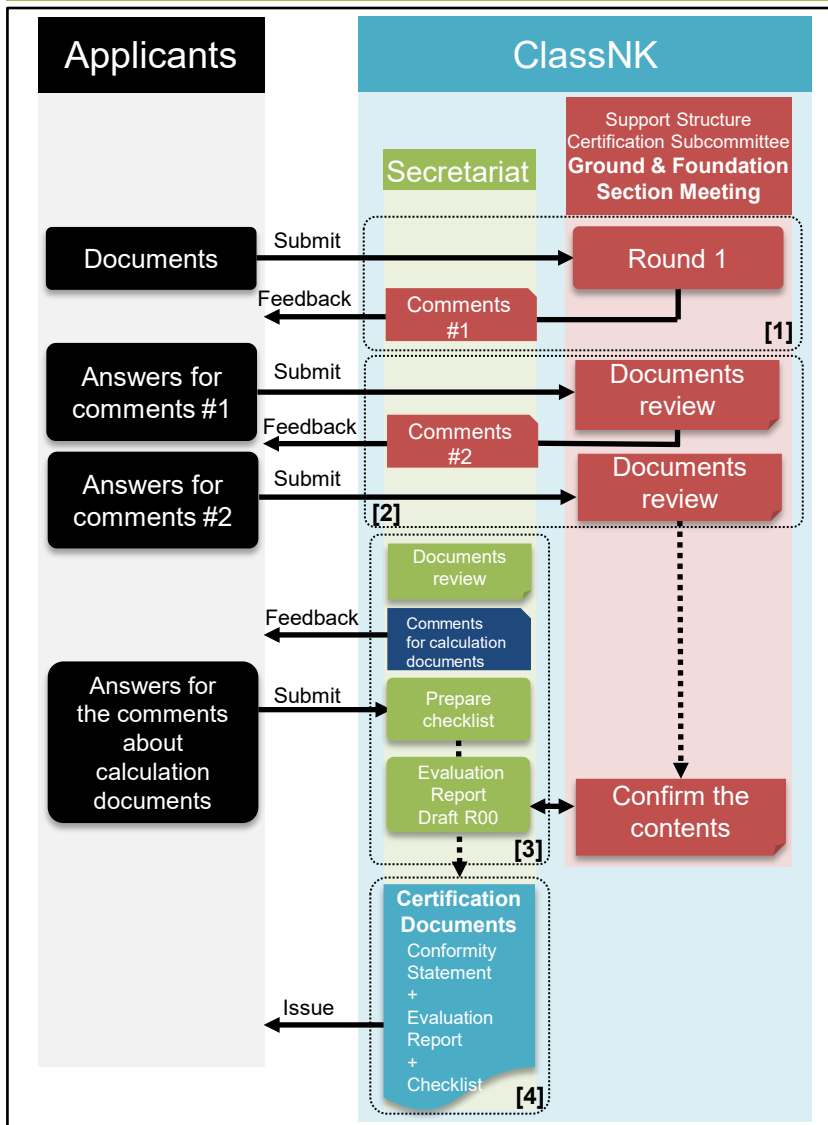 Applicants
ClassNK
Support Structure
Certification Subcommittee
Ground & Foundation
Section Meeting
Secretariat
Documents
Submit
Round 1
Feedback
Comments
#1
[1]
Answers for
comments #1
Submit
Documents
review
Feedback
Comments
#2
Answers for
comments #2
Submit
Documents
review
[2]
Documents
review
Feedback
Comments
for calculation
documents
Answers for
the comments
about
calculation
documents
Submit
Prepare
checklist
Evaluation
Report
Draft R00
Confirm the
contents
[3]
Certification
Documents
Conformity
Statement
+
Evaluation
Report
+
Checklist
Issue
[4]